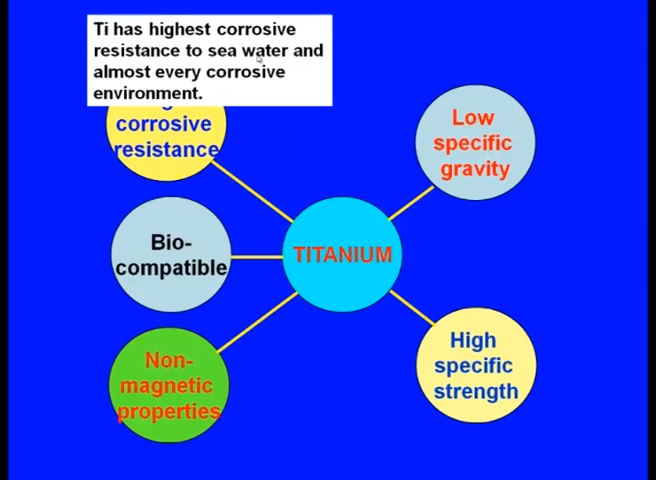 Ti has highest corrosive
resistance to sea water and
almost every corrosive
environment.
corrosive
resistance
Low
specific
gravity
Bio-
compatible
TITANIUM
Non-
magnetic
properties
High
specific
strength